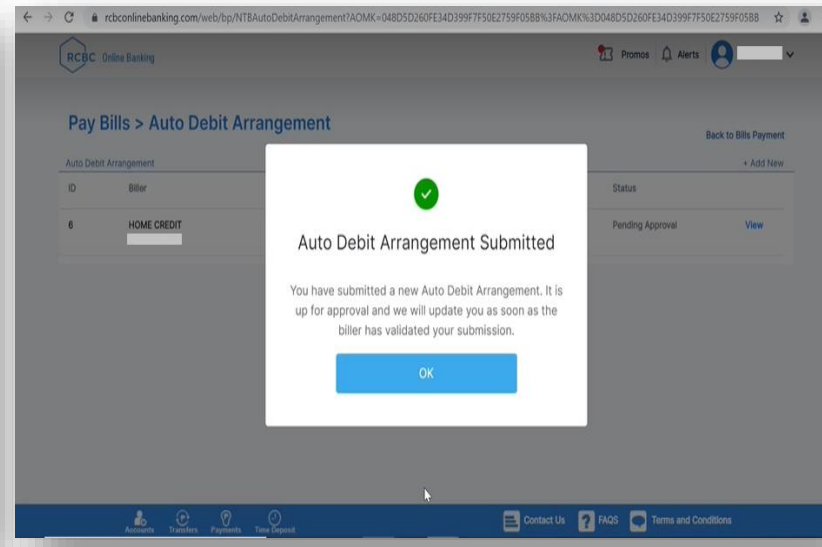 rcbconlinebanking.com/web/bp/NTBAutoDebitArrangement?AOMK=048D5D260FE34D399F7F50E2759F05BB%3FAOMK%3D048D5D260FE34D399F7F50E2759F05BB
RCBC Online Banking
Promos Alerts
Pay Bills > Auto Debit Arrangement
Back to Bills Payment
Auto Debit Arrangement + Add New
ID Biller Status
6 HOME CREDIT Pending Approval View
Auto Debit Arrangement Submitted
You have submitted a new Auto Debit Arrangement. It is
up for approval and we will update you as soon as the
biller has validated your submission.
OK
Accounts Transfers Payments Time Deposit Contact Us FAQS Terms and Conditions